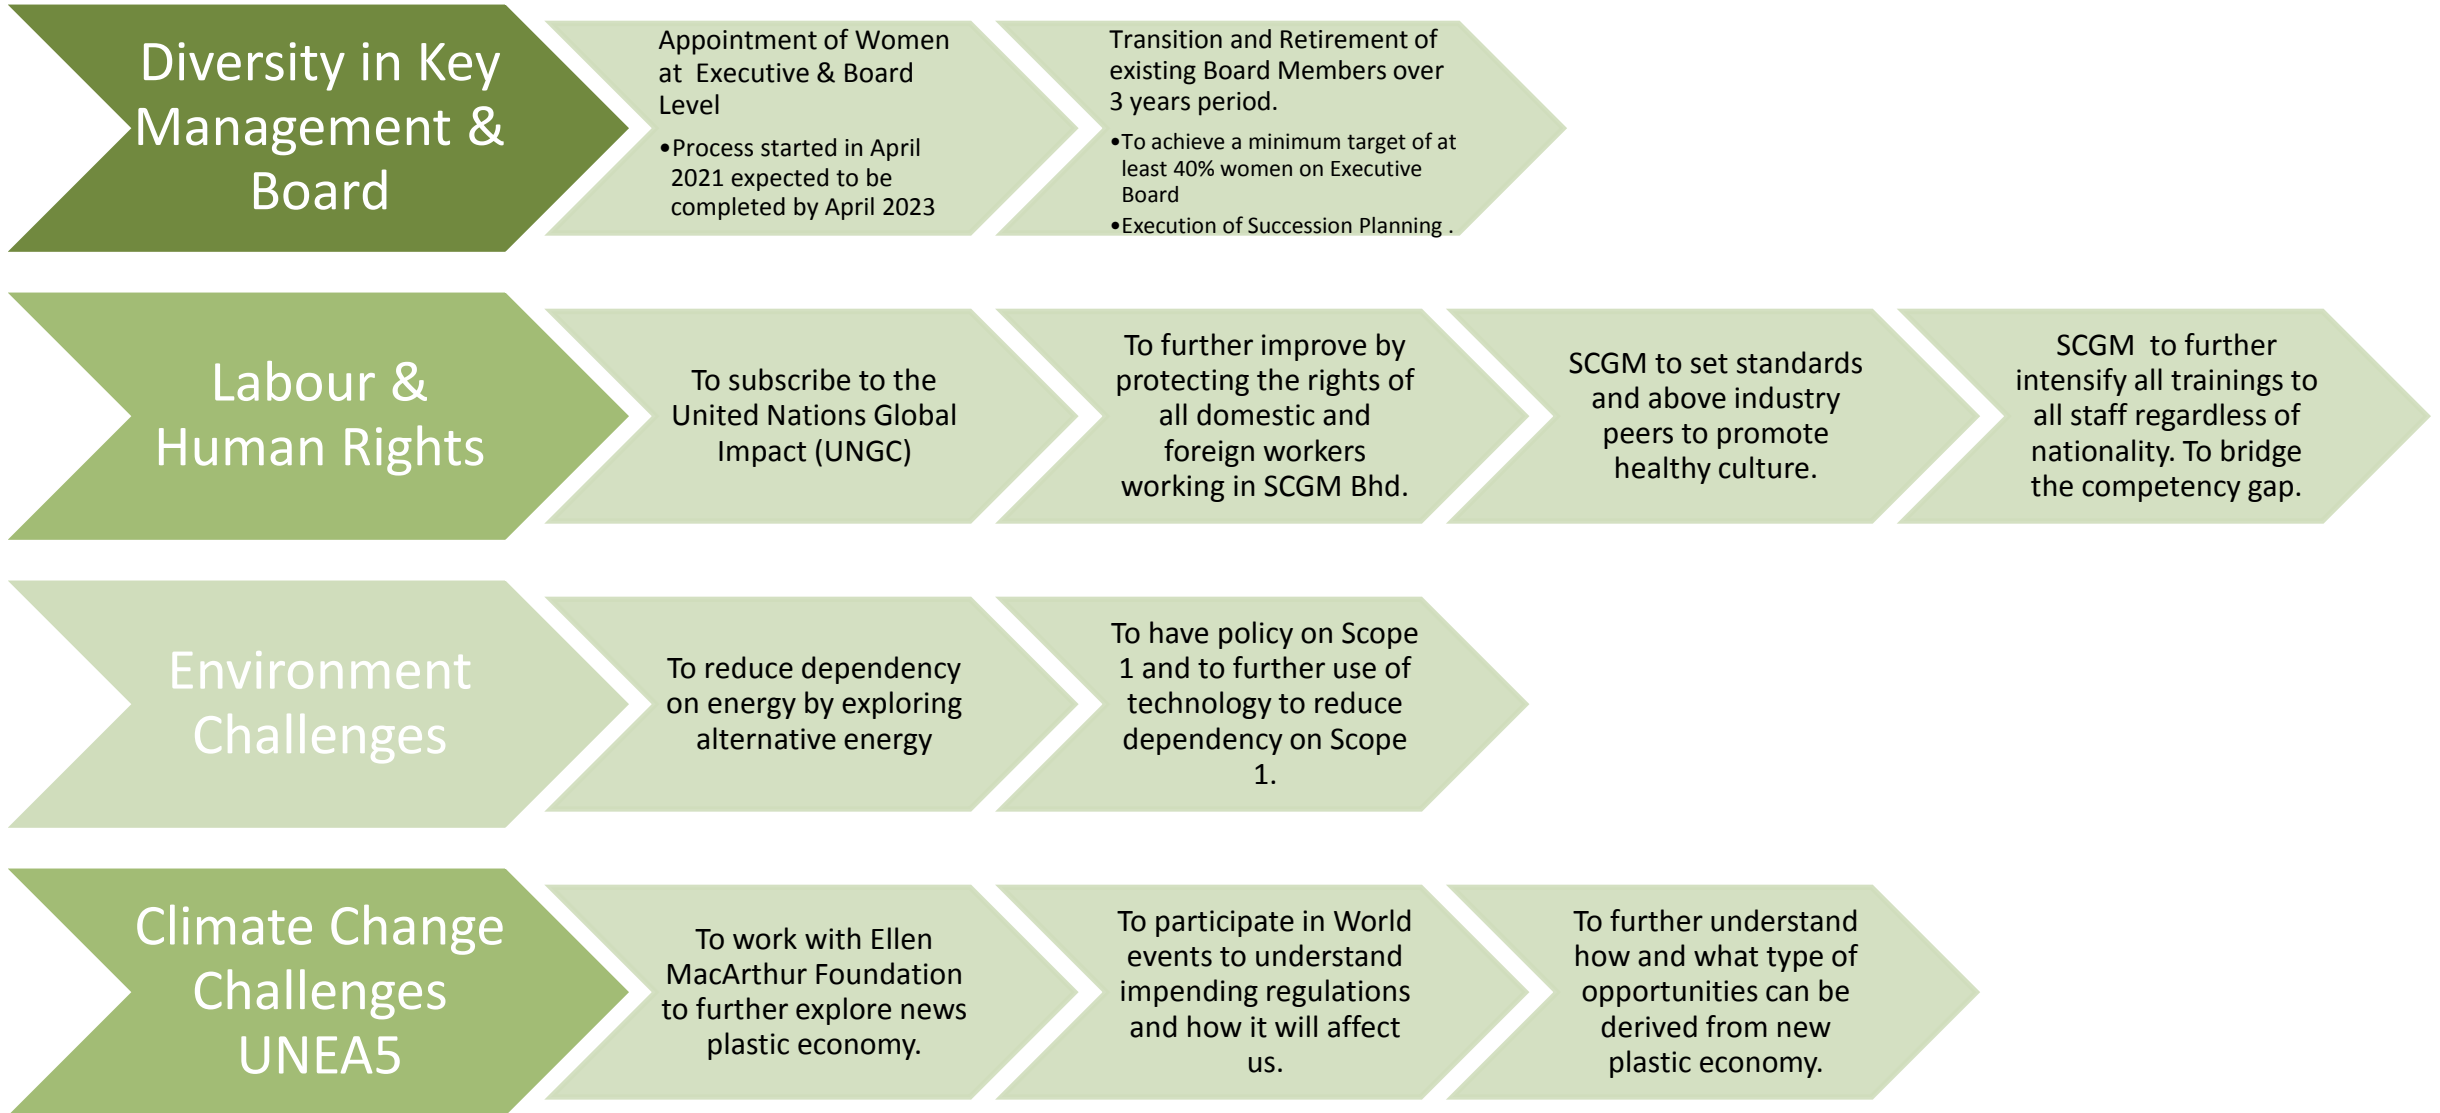 Diversity in Key
Management &
Board
Appointment of Women
at Executive & Board
Level
•Process started in April
2021 expected to be
completed by April 2023
Transition and Retirement of
existing Board Members over
3 years period.
•To achieve a minimum target of at
least 40% women on Executive
Board
•Execution of Succession Planning .
Labour &
Human Rights
To subscribe to the
United Nations Global
Impact (UNGC)
To further improve by
protecting the rights of
all domestic and
foreign workers
working in SCGM Bhd.
SCGM to set standards
and above industry
peers to promote
healthy culture.
SCGM to further
intensify all trainings to
all staff regardless of
nationality. To bridge
the competency gap.
Environment
Challenges
To reduce dependency
on energy by exploring
alternative energy
To have policy on Scope
1 and to further use of
technology to reduce
dependency on Scope
1.
Climate Change
Challenges
UNEA5
To work with Ellen
MacArthur Foundation
to further explore news
plastic economy.
To participate in World
events to understand
impending regulations
and how it will affect
us.
To further understand
how and what type of
opportunities can be
derived from new
plastic economy.